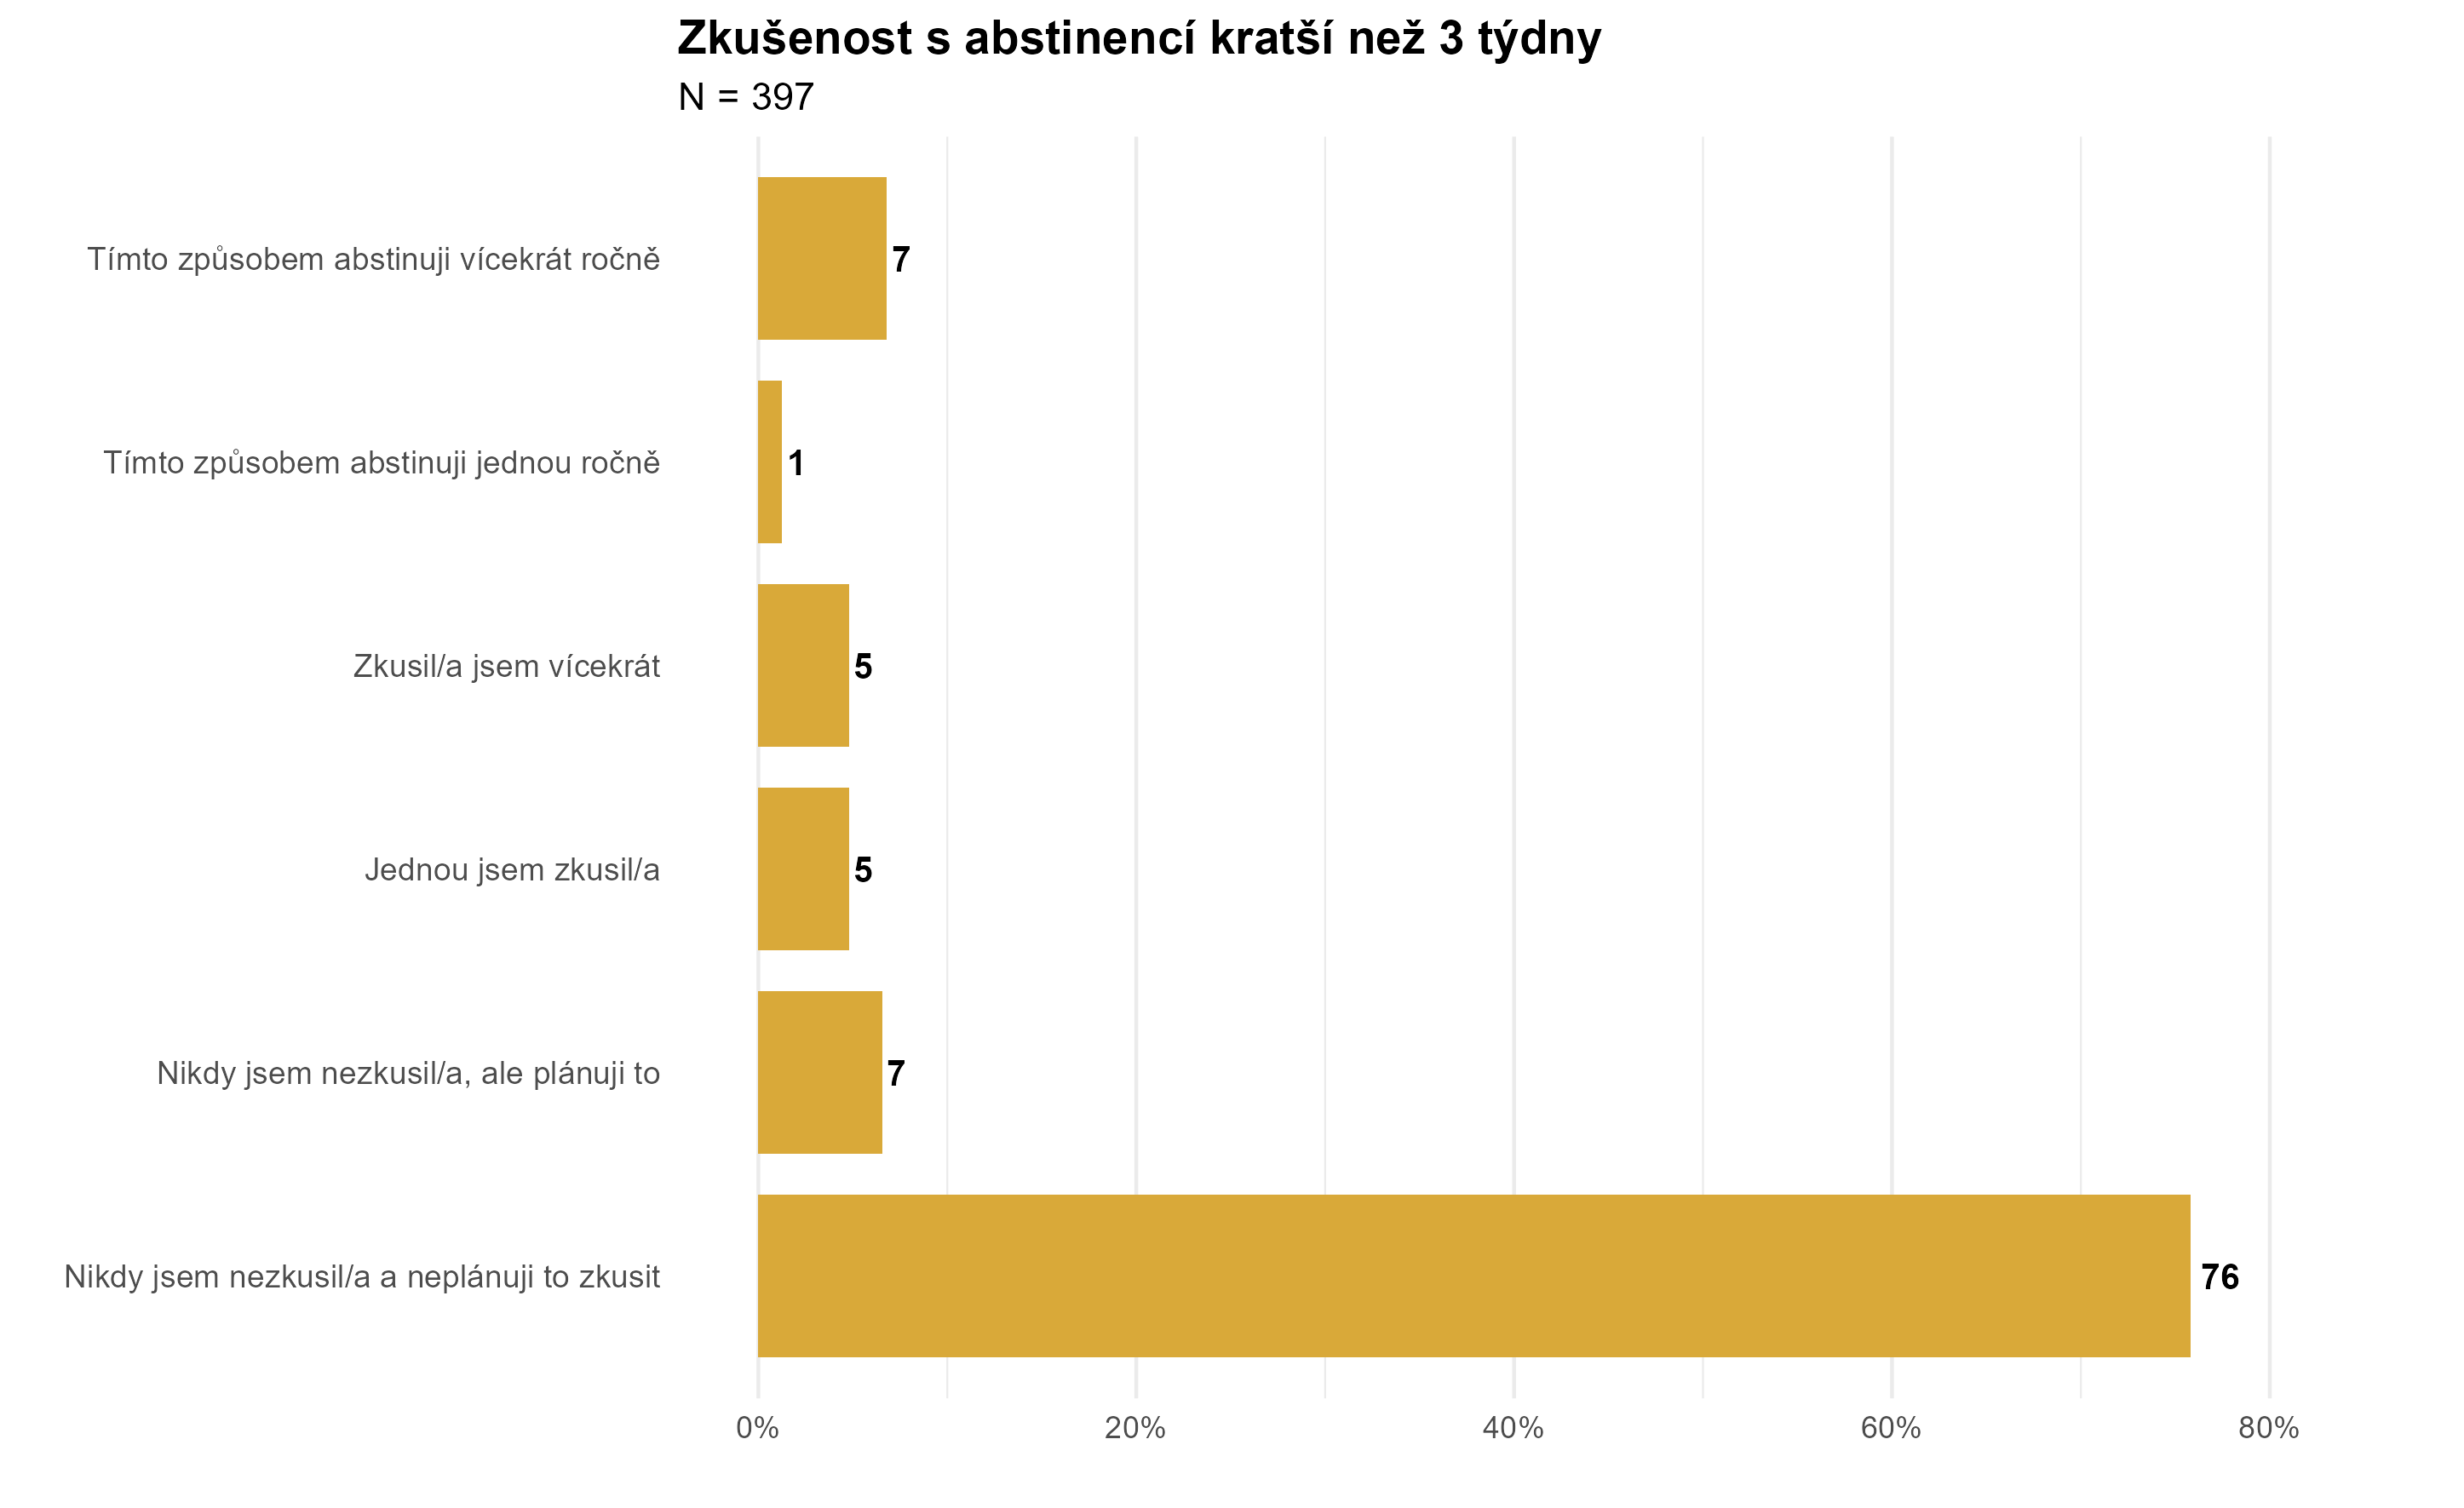 Zkušenost s abstinencí kratší než 3 týdny
N = 397
Tímto způsobem abstinuji vícekrát ročně
7
Tímto způsobem abstinuji jednou ročně
1
Zkusil/a jsem vícekrát
5
Jednou jsem zkusil/a
5
Nikdy jsem nezkusil/a, ale plánuji to
7
Nikdy jsem nezkusil/a a neplánuji to zkusit
76
0% 20% 40% 60% 80%